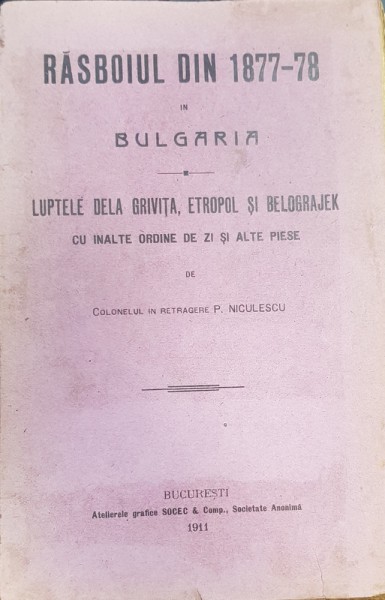 RĂSBOIUL DIN 1877-78
IN
BULGARIA
LUPTELE DELA GRIVIȚA, ETROPOL ȘI BELOGRAJEK
CU INALTE ORDINE DE ZI ȘI ALTE PIESE
DE
COLONELUL IN RETRAGERE P. NICULESCU
BUCUREȘTI
Atelierele grafice SOCEC & Comp., Societate Anonimă
1911